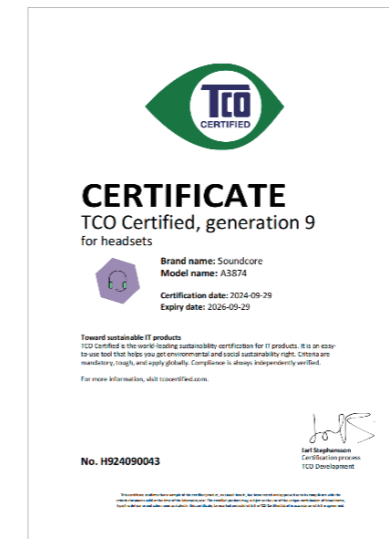 TCO
CERTIFIED
CERTIFICATE
TCO Certified, generation 9
for headsets
Brand name: Soundcore
Model name: A3874
Certification date: 2024-09-29
Expiry date: 2026-09-29
Toward sustainable IT products
TCO Certified is the world-leading sustainability certification for IT products. It is an easy-
to-use tool that helps you get environmental and social sustainability right. Criteria are
mandatory, tough, and apply globally. Compliance is always independently verified.
For more information, visit tcocertified.com.
No. H924090043
Jarl Stephansson
Certification process
TCO Development